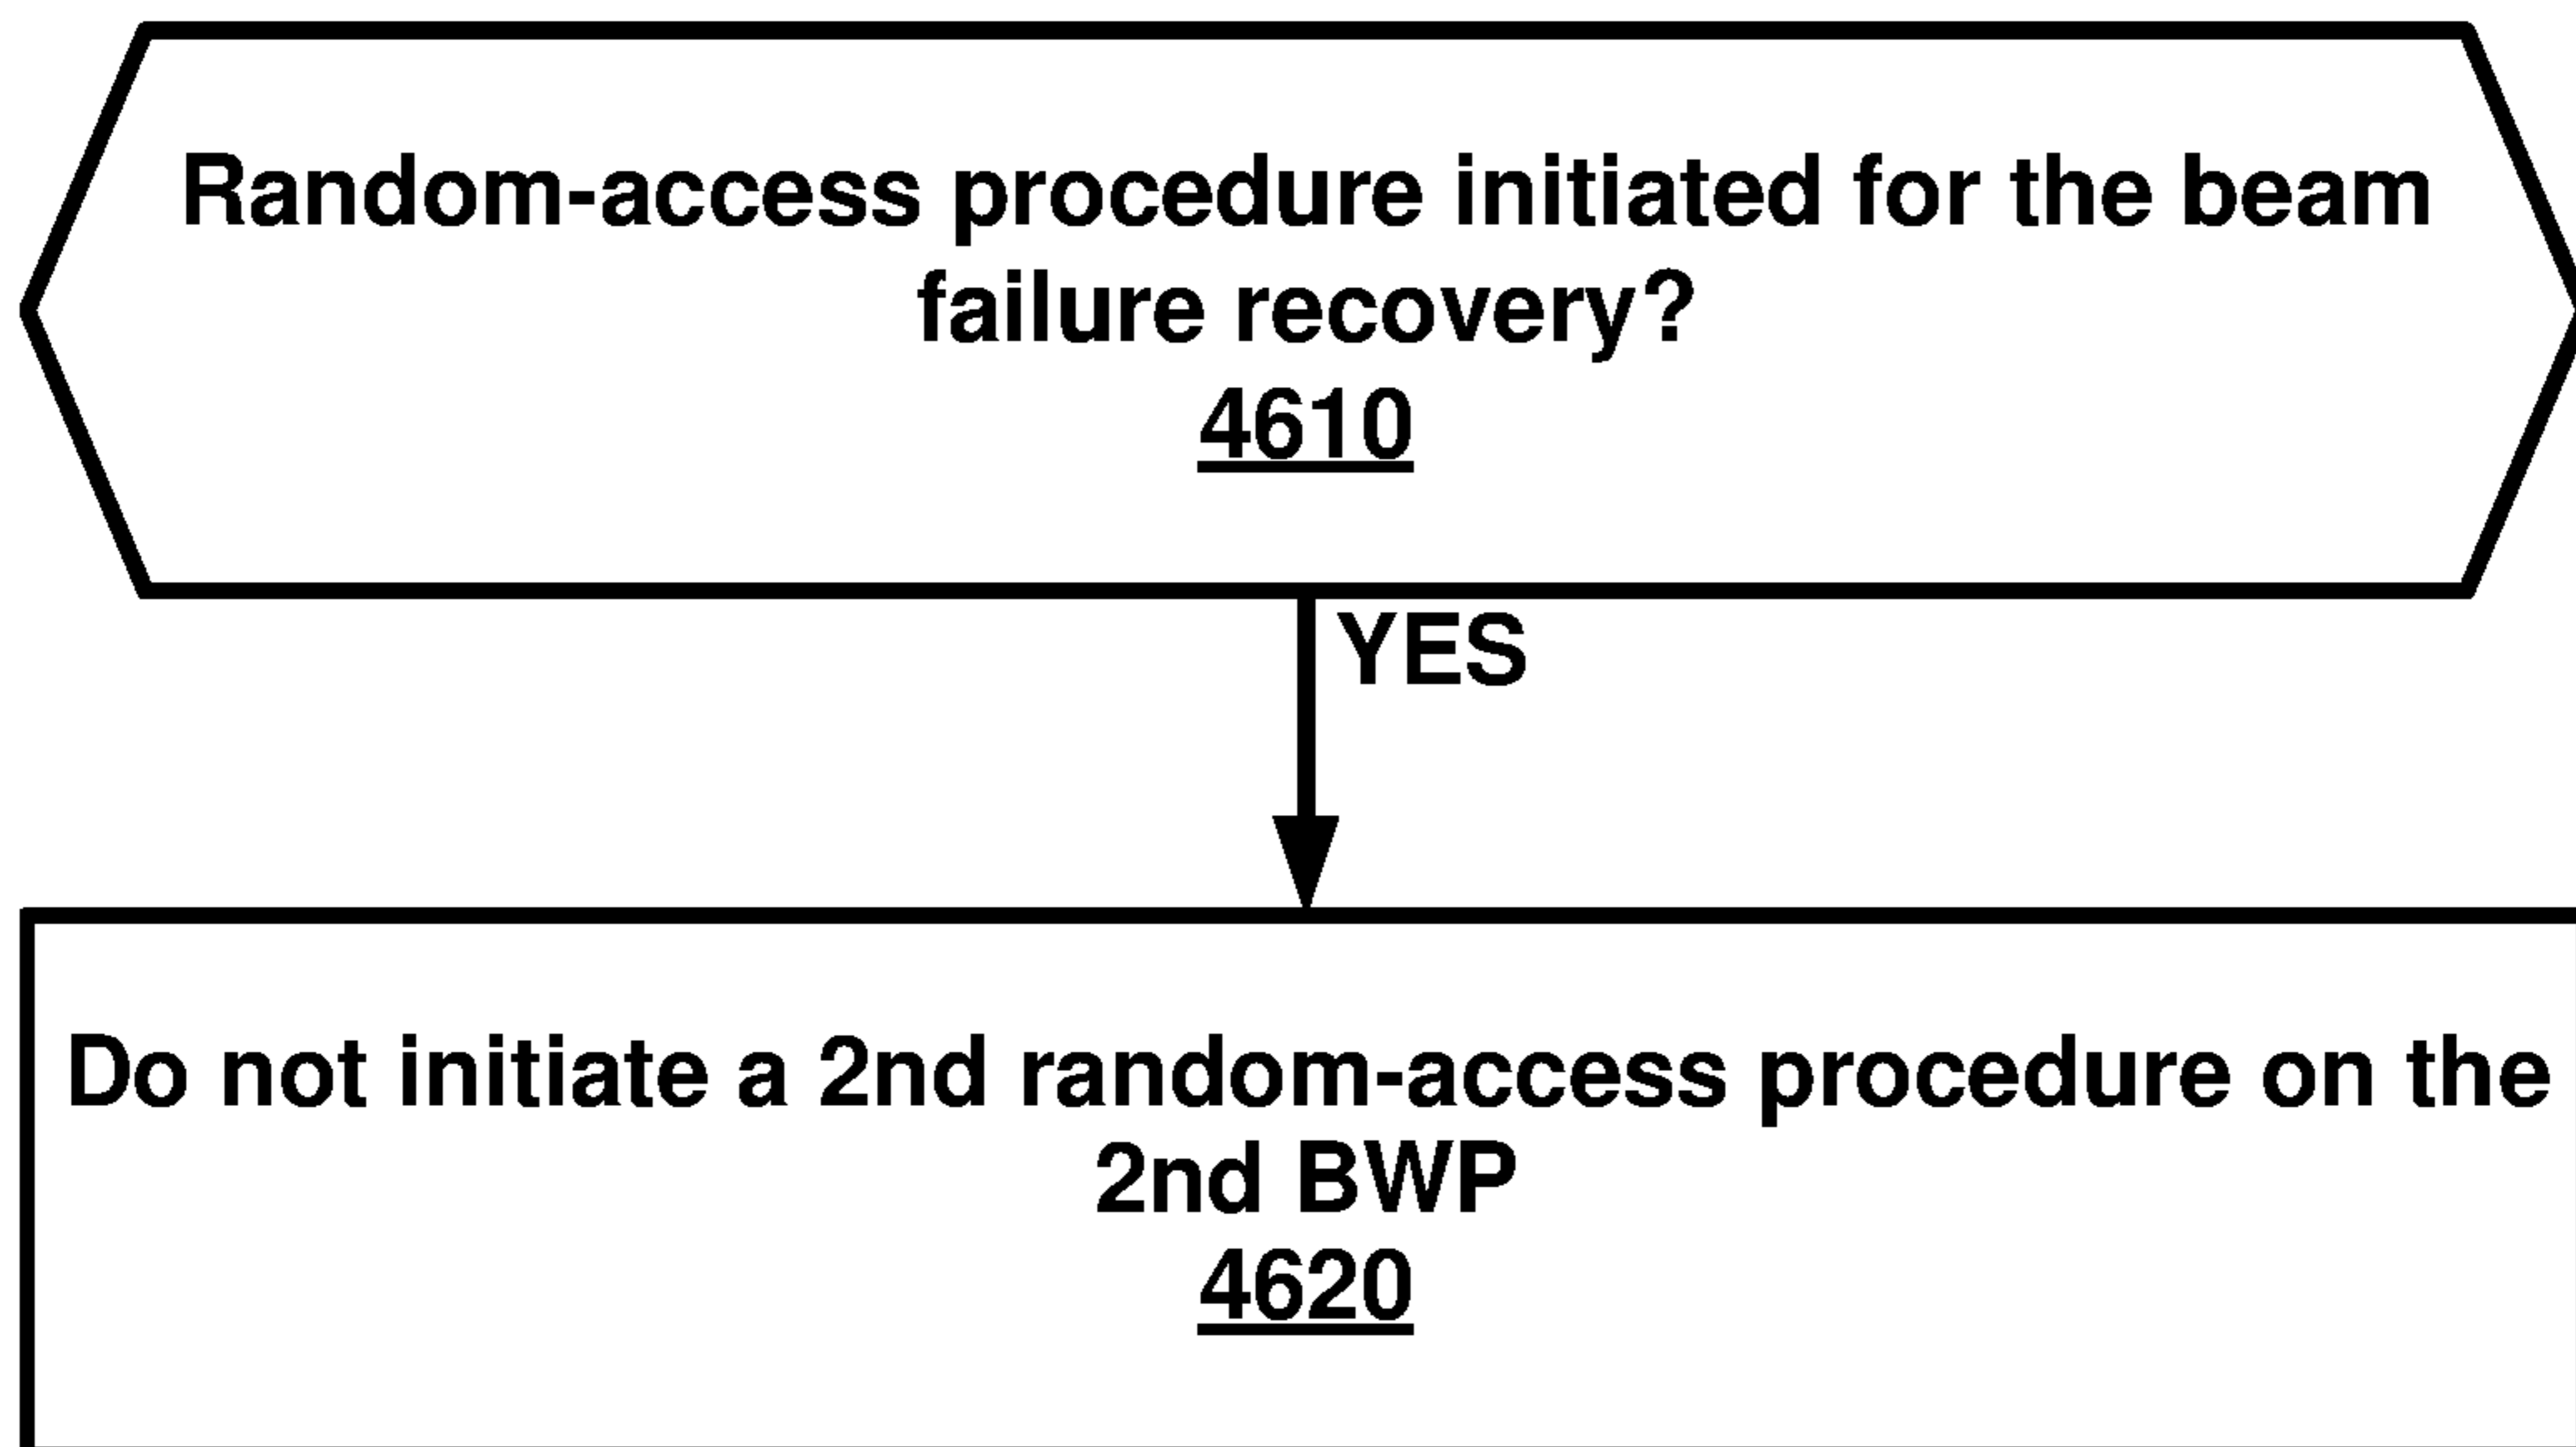 Random-access procedure initiated for the beam
failure recovery?
4610
YES
Do not initiate a 2nd random-access procedure on the
2nd BWP
4620